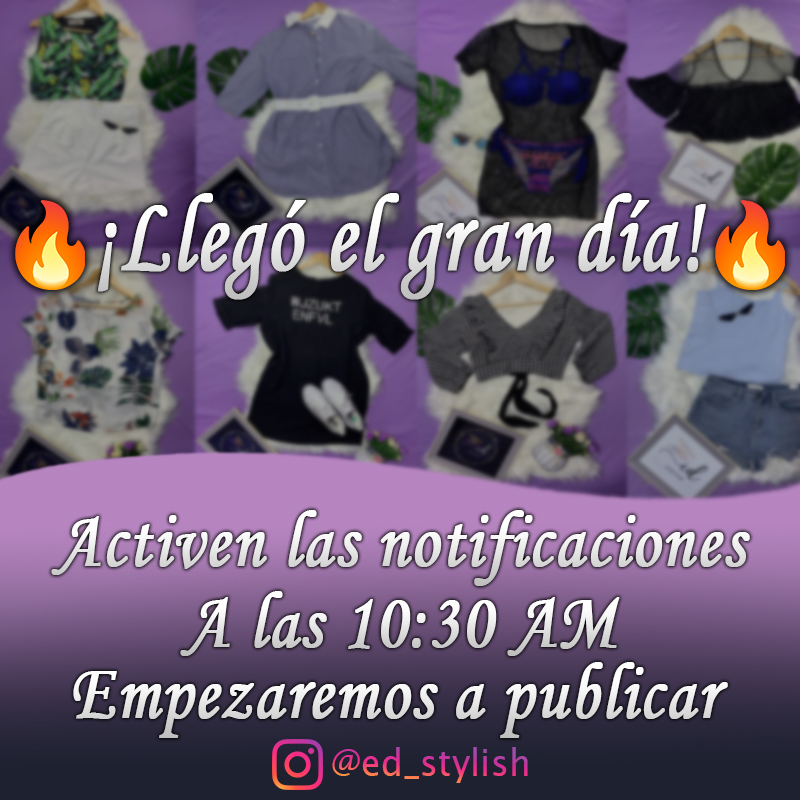 ¡Llegó el gran día!
Activen las notificaciones
A las 10:30 AM
Empezaremos a publicar
@ed_stylish